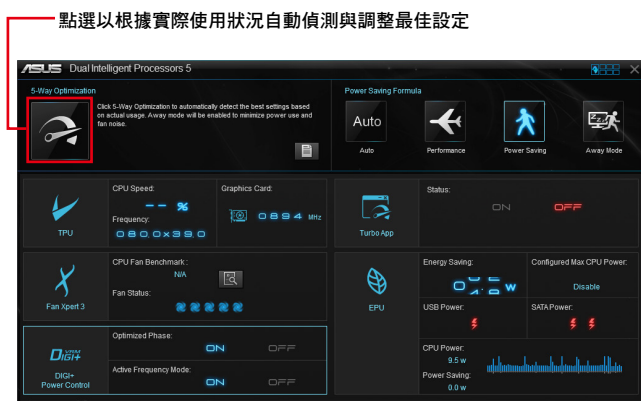 點選以根據實際使用狀況自動偵測與調整最佳設定
ASUS Dual Intelligent Processors 5
5-Way Optimization
Click 5-Way Optimization to automatically detect the best settings based
on actual usage. Away mode will be enabled to minimize power use and
fan noise.
Power Saving Formula
Auto
Auto
Performance
Power Saving
Away Mode
TPU
CPU Speed:
-- %
Frequency:
080.0x39.0
Graphics Card:
0894 MHz
Turbo App
Status:
ON OFF
Fan Xpert 3
CPU Fan Benchmark :
N/A
Fan Status:
DIGI+
DIGI+
Power Control
Optimized Phase:
ON OFF
Active Frequency Mode:
ON OFF
EPU
Energy Saving:
w
Configured Max CPU Power:
Disable
USB Power:
SATA Power:
CPU Power:
9.5 w
Power Saving:
0.0 w